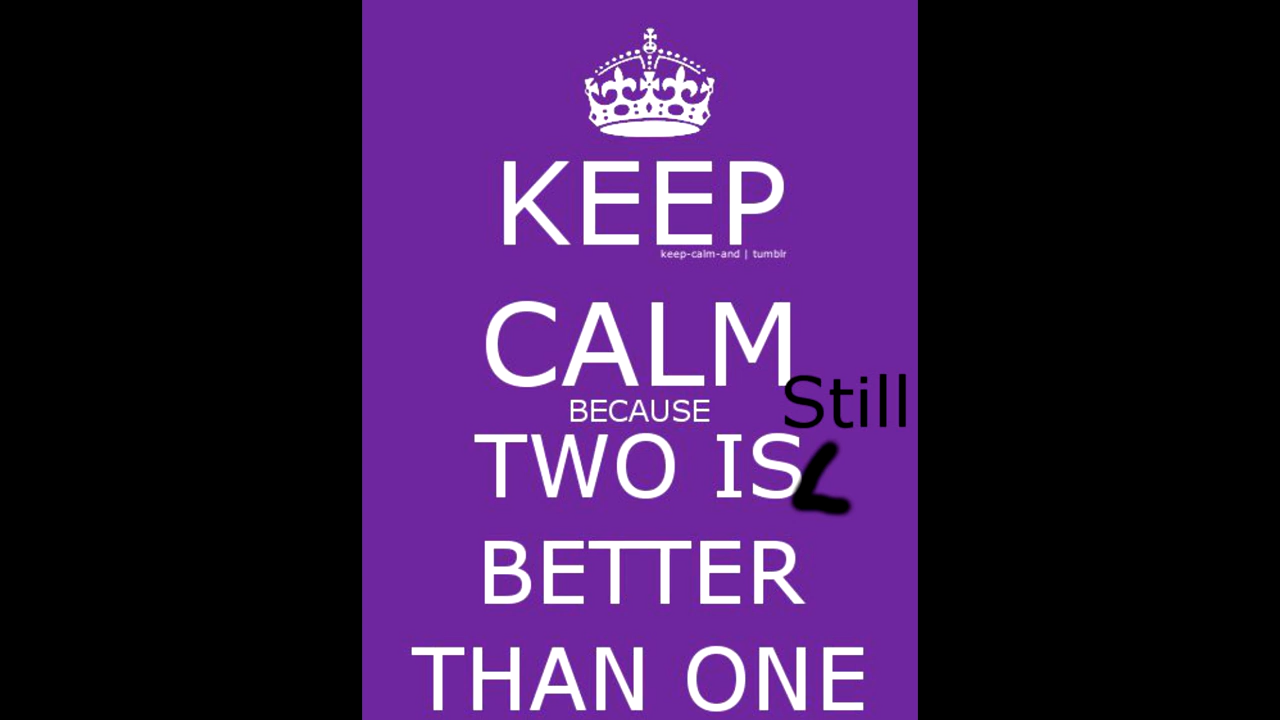 KEEP
keep-calm-and | tumblr
CALM
Still
BECAUSE
TWO IS
BETTER
THAN ONE